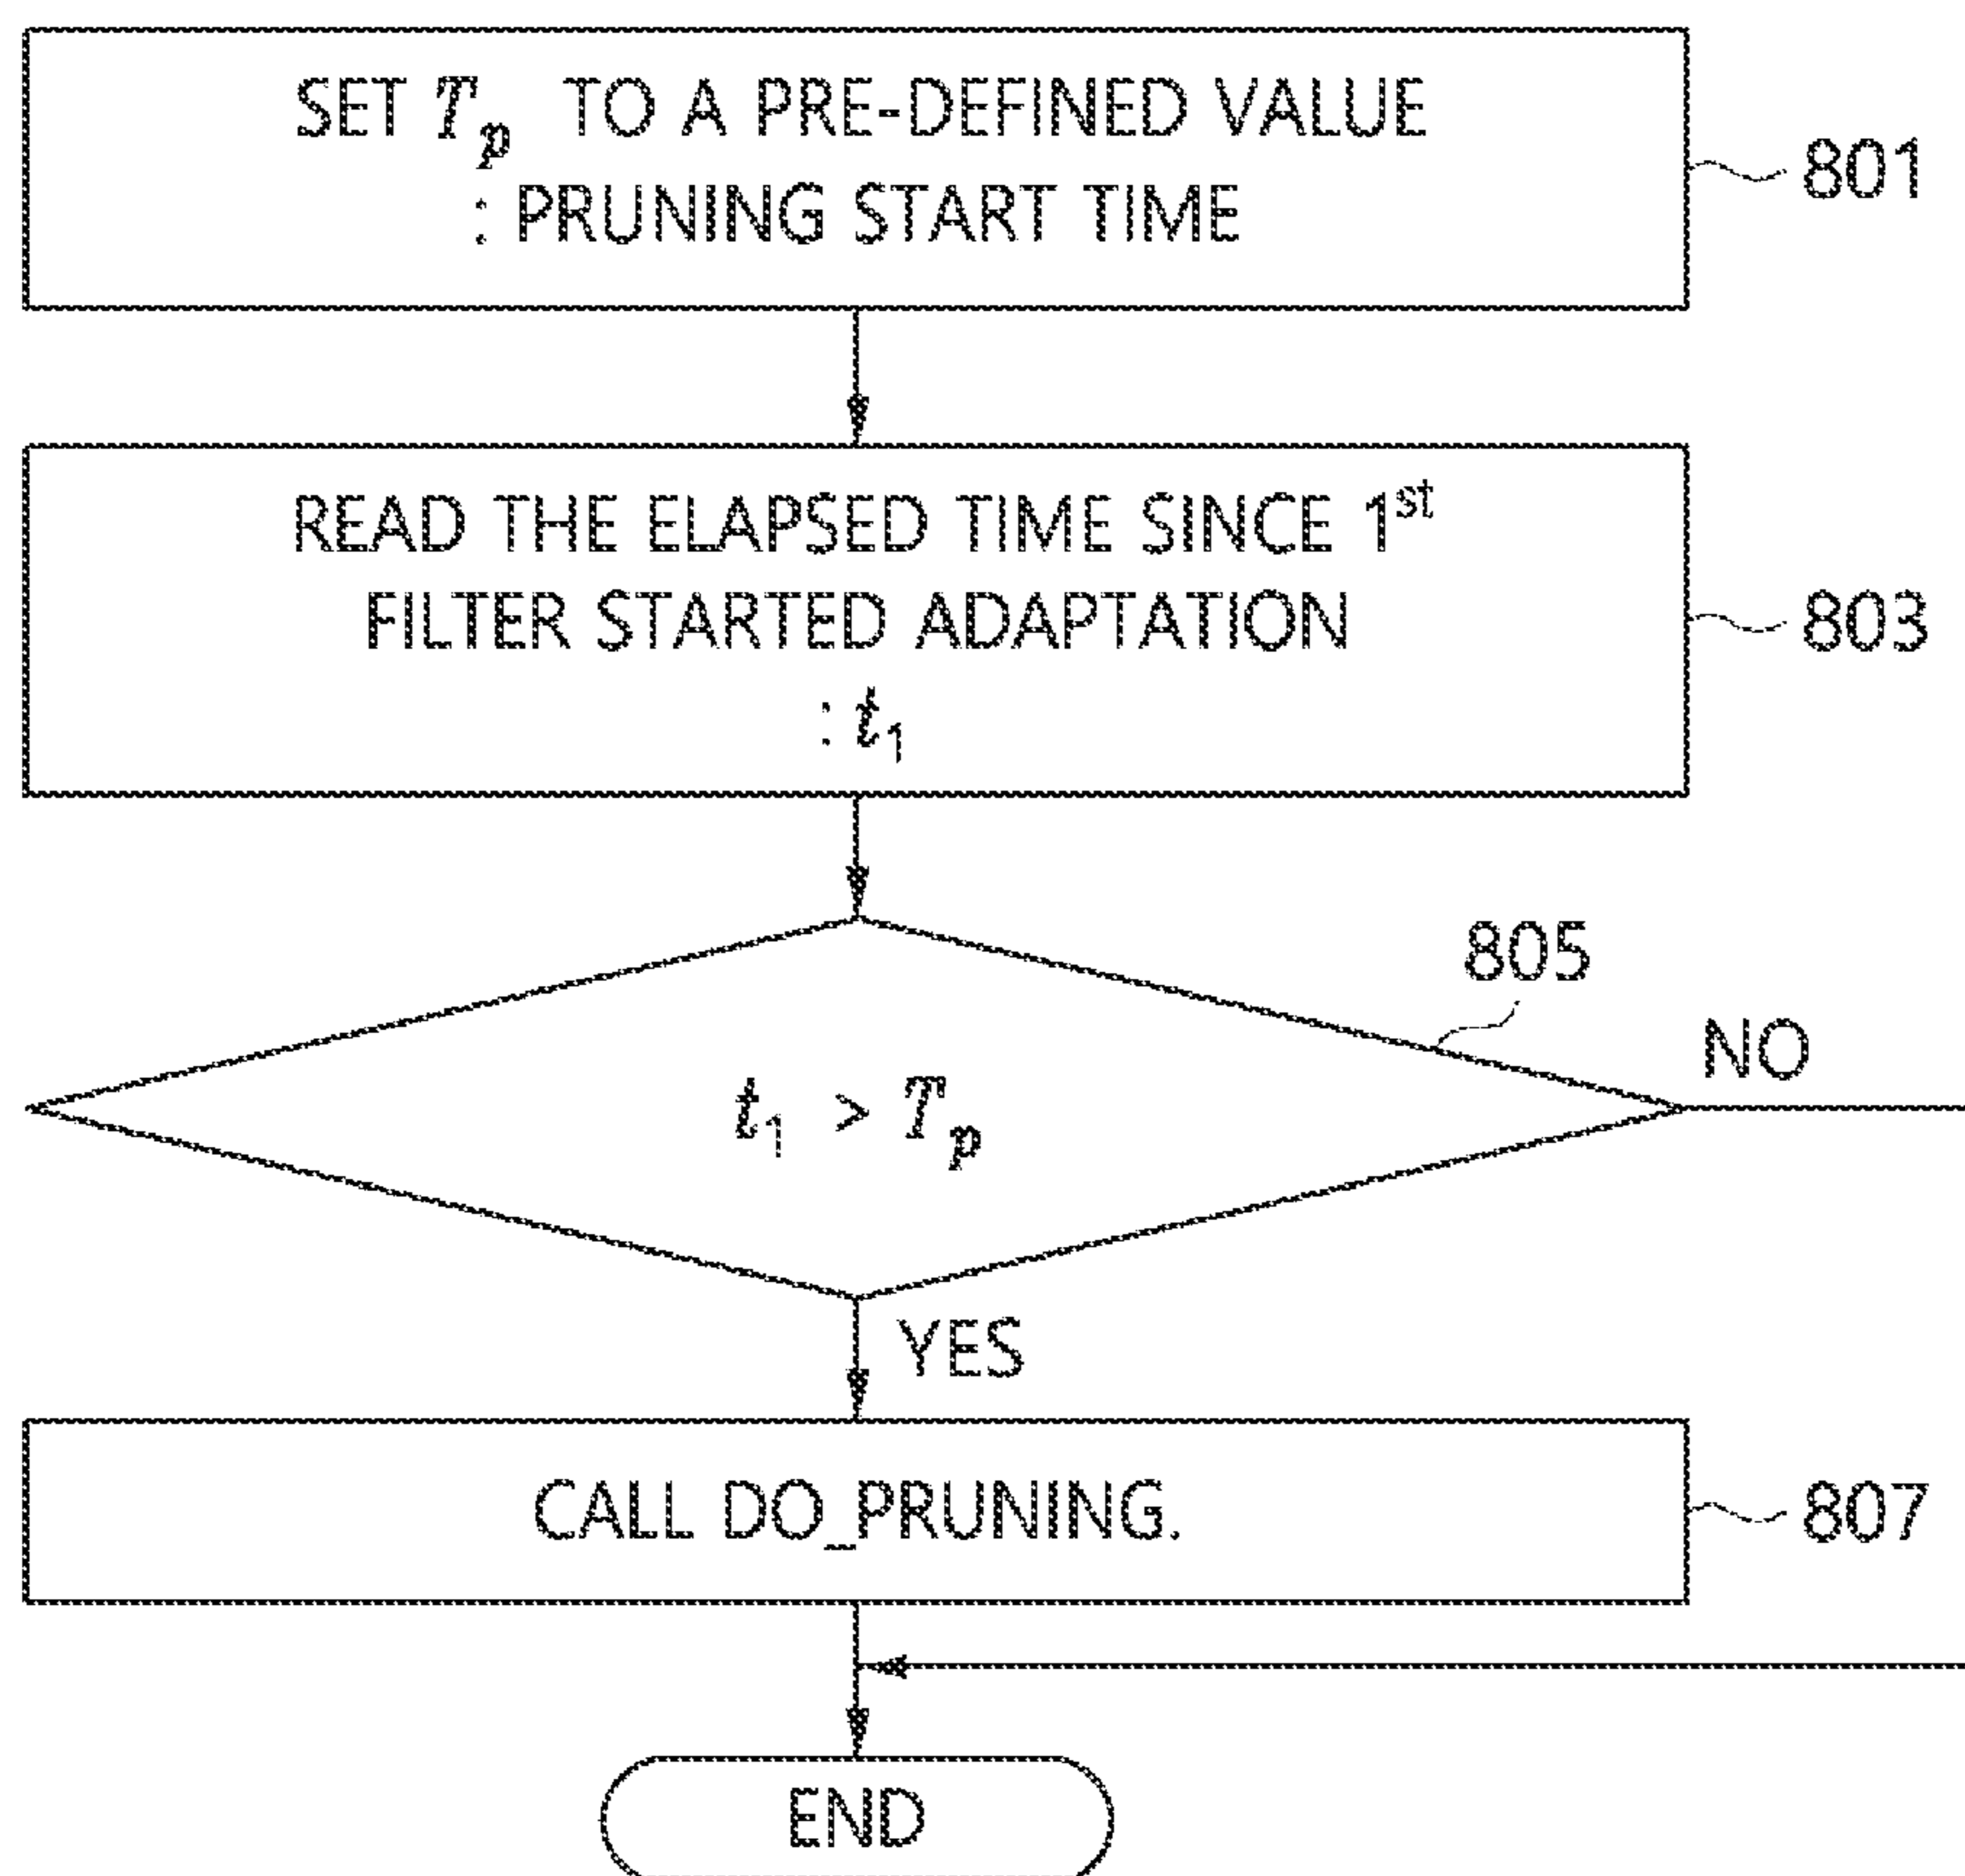 SET Tₚ TO A PRE-DEFINED VALUE
: PRUNING START TIME
801
READ THE ELAPSED TIME SINCE 1ˢᵗ
FILTER STARTED ADAPTATION
: t₁
803
805
NO
t₁ > Tₚ
YES
CALL DO_PRUNING.
807
END